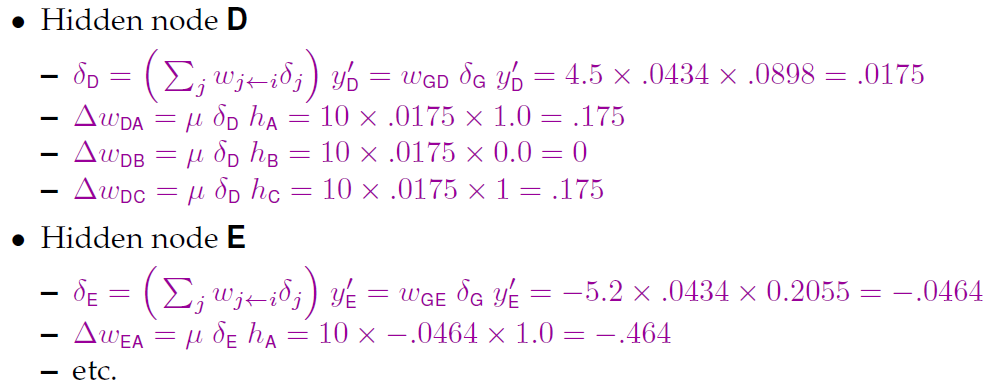 • Hidden node D
– δ_D = (∑_j w_{j←i}δ_j) y′_D = w_GD δ_G y′_D = 4.5 × .0434 × .0898 = .0175
– Δw_DA = μ δ_D h_A = 10 × .0175 × 1.0 = .175
– Δw_DB = μ δ_D h_B = 10 × .0175 × 0.0 = 0
– Δw_DC = μ δ_D h_C = 10 × .0175 × 1 = .175
• Hidden node E
– δ_E = (∑_j w_{j←i}δ_j) y′_E = w_GE δ_G y′_E = −5.2 × .0434 × 0.2055 = −.0464
– Δw_EA = μ δ_E h_A = 10 × −.0464 × 1.0 = −.464
– etc.